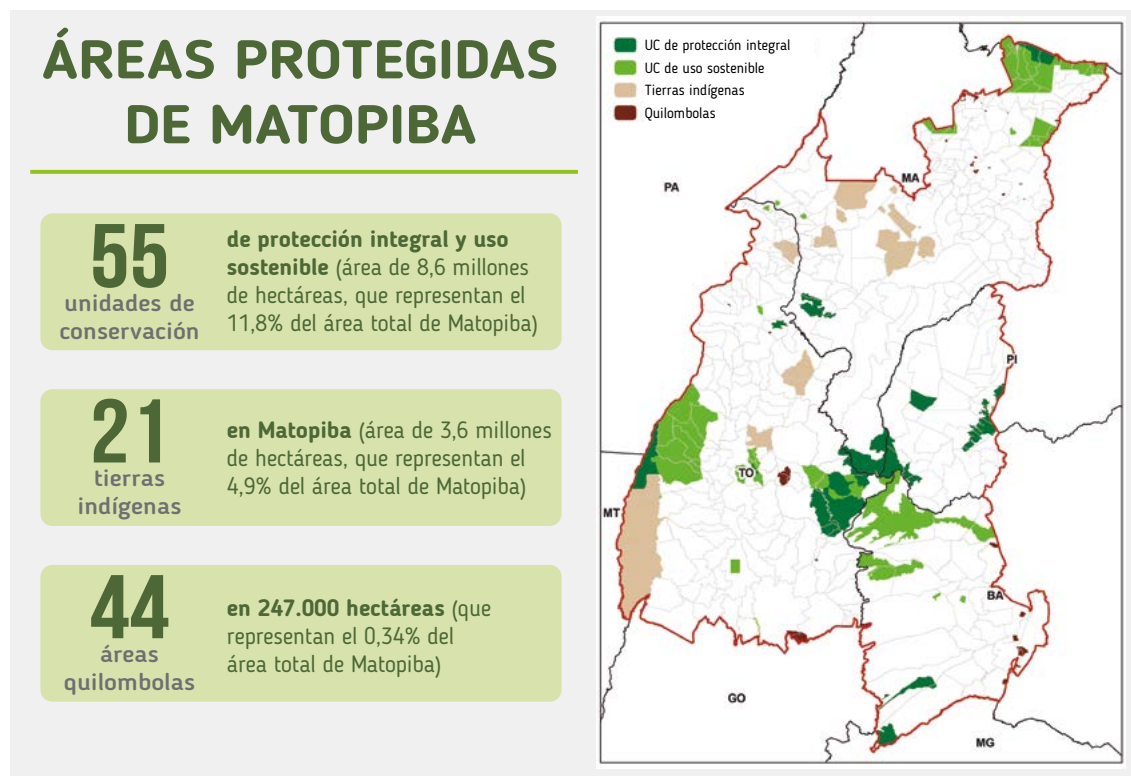 ÁREAS PROTEGIDAS
DE MATOPIBA
55
unidades de
conservación
de protección integral y uso
sostenible (área de 8,6 millones
de hectáreas, que representan el
11,8% del área total de Matopiba)
21
tierras
indígenas
en Matopiba (área de 3,6 millones
de hectáreas, que representan el
4,9% del área total de Matopiba)
44
áreas
quilombolas
en 247.000 hectáreas (que
representan el 0,34% del
área total de Matopiba)
UC de protección integral
UC de uso sostenible
Tierras indígenas
Quilombolas
PA
MA
PI
TO
MT
BA
GO
MG